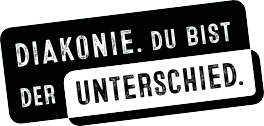 DIAKONIE. DU BIST
DER UNTERSCHIED.